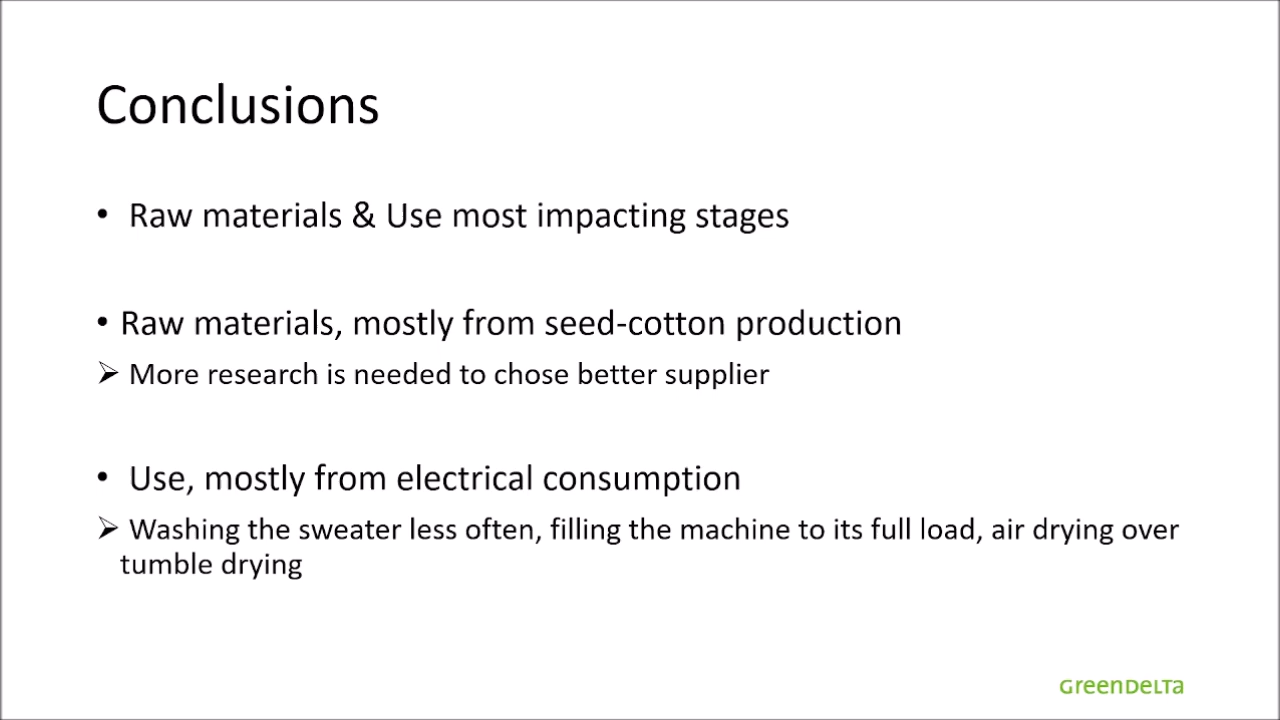 Conclusions
• Raw materials & Use most impacting stages
• Raw materials, mostly from seed-cotton production
➢ More research is needed to chose better supplier
• Use, mostly from electrical consumption
➢ Washing the sweater less often, filling the machine to its full load, air drying over
tumble drying
GreenDeLTa